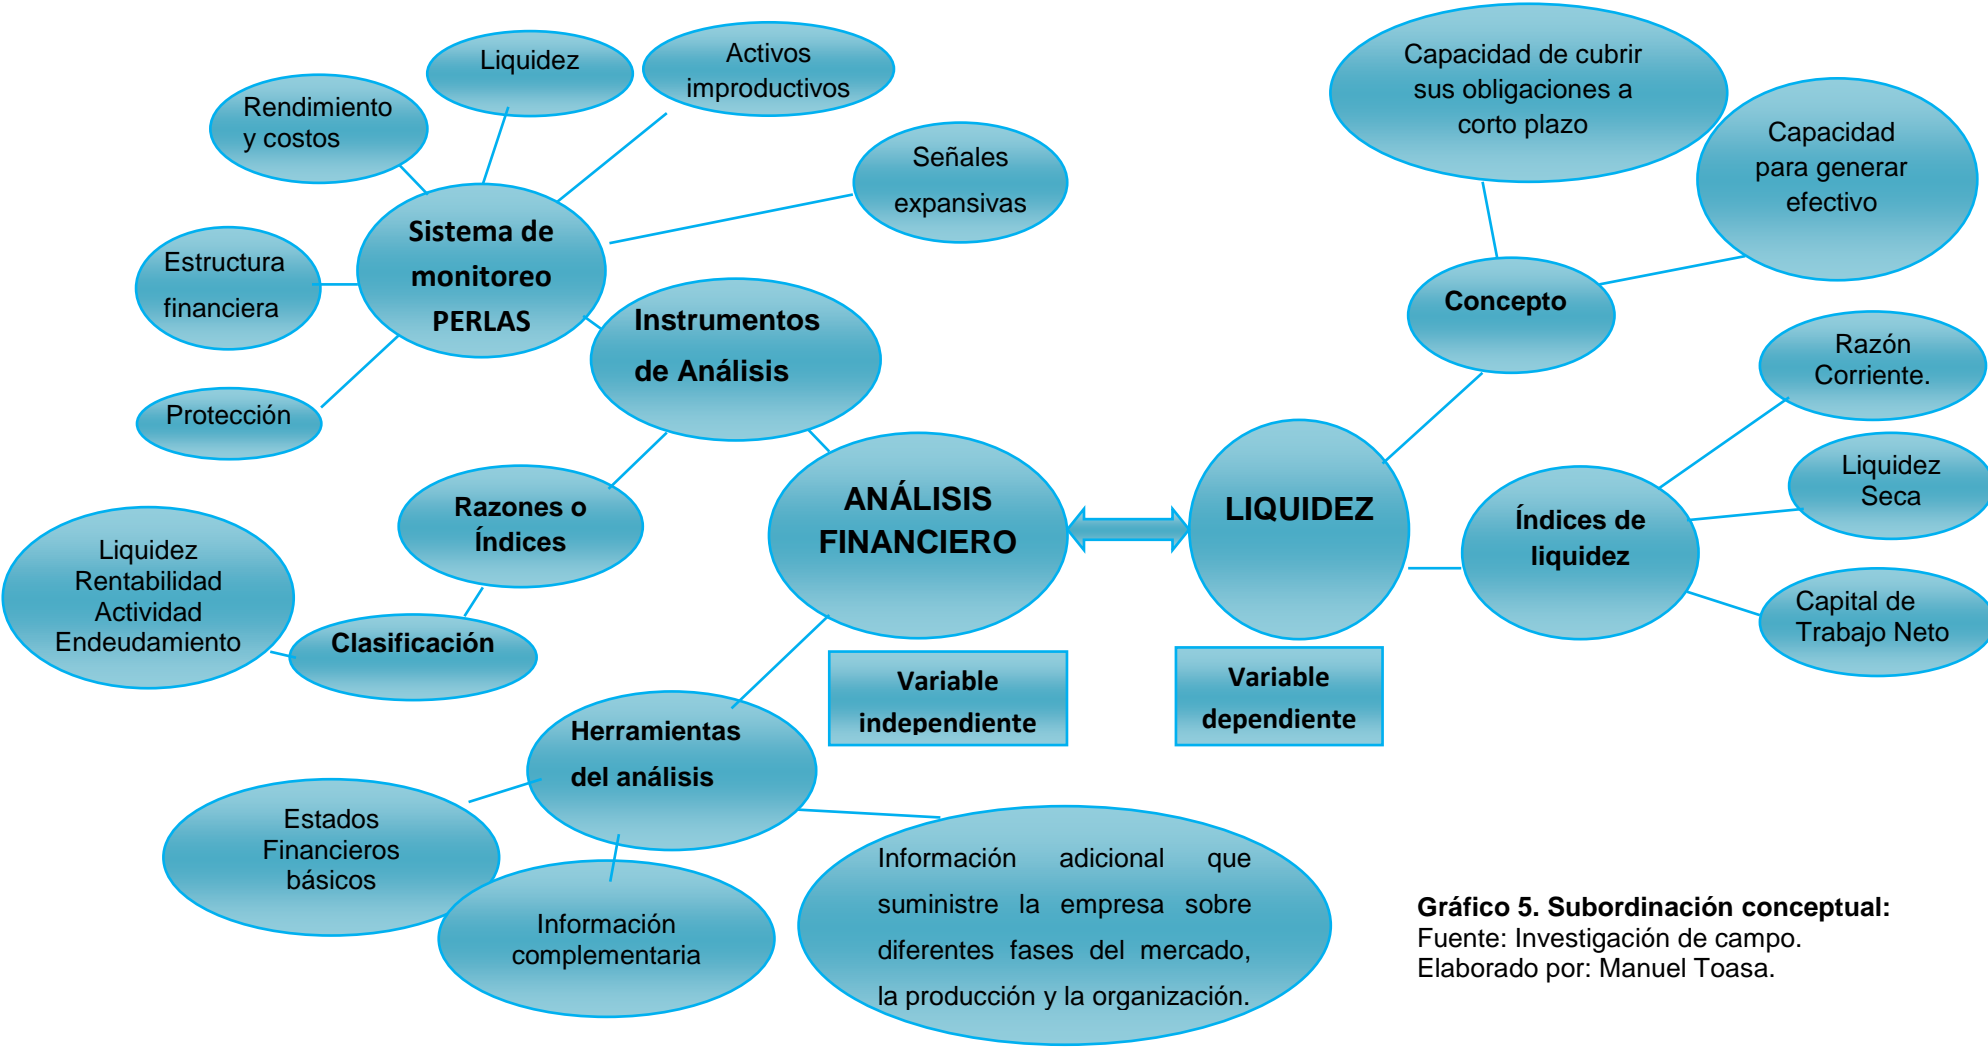 Liquidez
Activos
improductivos
Rendimiento
y costos
Señales
expansivas
Sistema de
monitoreo
PERLAS
Estructura
financiera
Protección
Instrumentos
de Análisis
Razones o
Índices
Clasificación
Liquidez
Rentabilidad
Actividad
Endeudamiento
ANÁLISIS
FINANCIERO
Variable
independiente
Herramientas
del análisis
Estados
Financieros
básicos
Información
complementaria
Información adicional que
suministre la empresa sobre
diferentes fases del mercado,
la producción y la organización.
Capacidad de cubrir
sus obligaciones a
corto plazo
Capacidad
para generar
efectivo
Concepto
LIQUIDEZ
Variable
dependiente
Índices de
liquidez
Razón
Corriente.
Liquidez
Seca
Capital de
Trabajo Neto
Gráfico 5. Subordinación conceptual:
Fuente: Investigación de campo.
Elaborado por: Manuel Toasa.